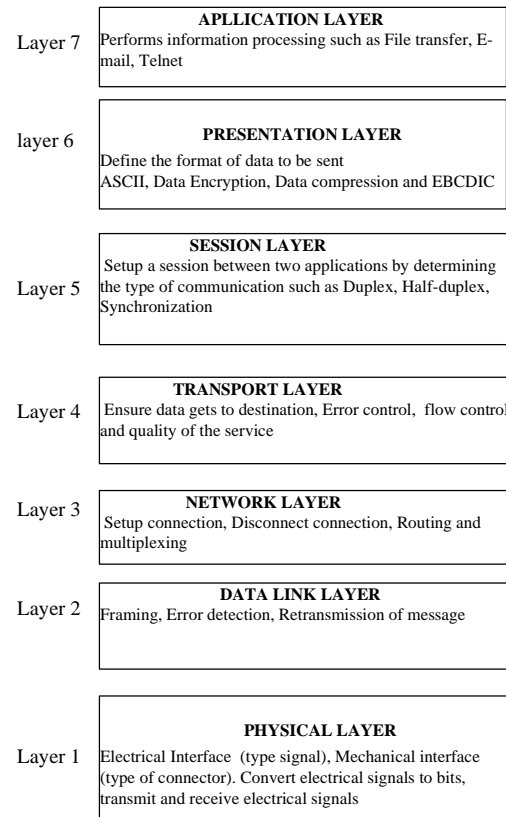 APLLICATION LAYER
Layer 7
Performs information processing such as File transfer, E-
mail, Telnet
layer 6
PRESENTATION LAYER
Define the format of data to be sent
ASCII, Data Encryption, Data compression and EBCDIC
SESSION LAYER
Setup a session between two applications by determining
Layer 5
the type of communication such as Duplex, Half-duplex,
Synchronization
TRANSPORT LAYER
Layer 4
Ensure data gets to destination, Error control, flow control
and quality of the service
NETWORK LAYER
Layer 3
Setup connection, Disconnect connection, Routing and
multiplexing
DATA LINK LAYER
Layer 2
Framing, Error detection, Retransmission of message
PHYSICAL LAYER
Layer 1
Electrical Interface (type signal), Mechanical interface
(type of connector). Convert electrical signals to bits,
transmit and receive electrical signals